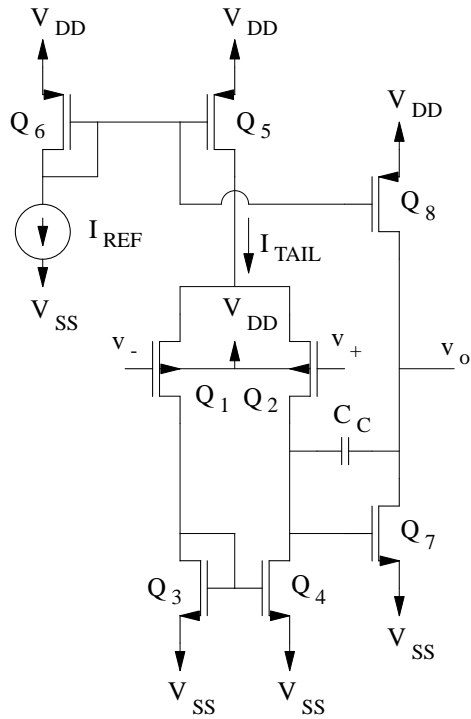 V DD
V DD
Q 6
Q 5
V DD
Q 8
I REF
I TAIL
V SS
V DD
v -
v +
v o
Q 1
Q 2
C C
Q 7
Q 3
Q 4
V SS
V SS
V SS